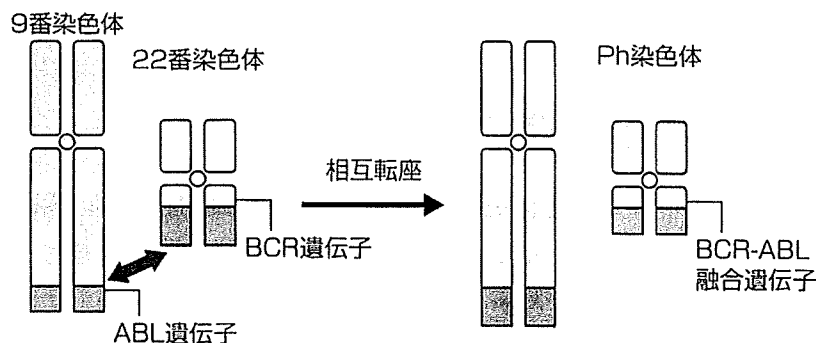 9番染色体
22番染色体
BCR遺伝子
ABL遺伝子
相互転座
Ph染色体
BCR-ABL
融合遺伝子